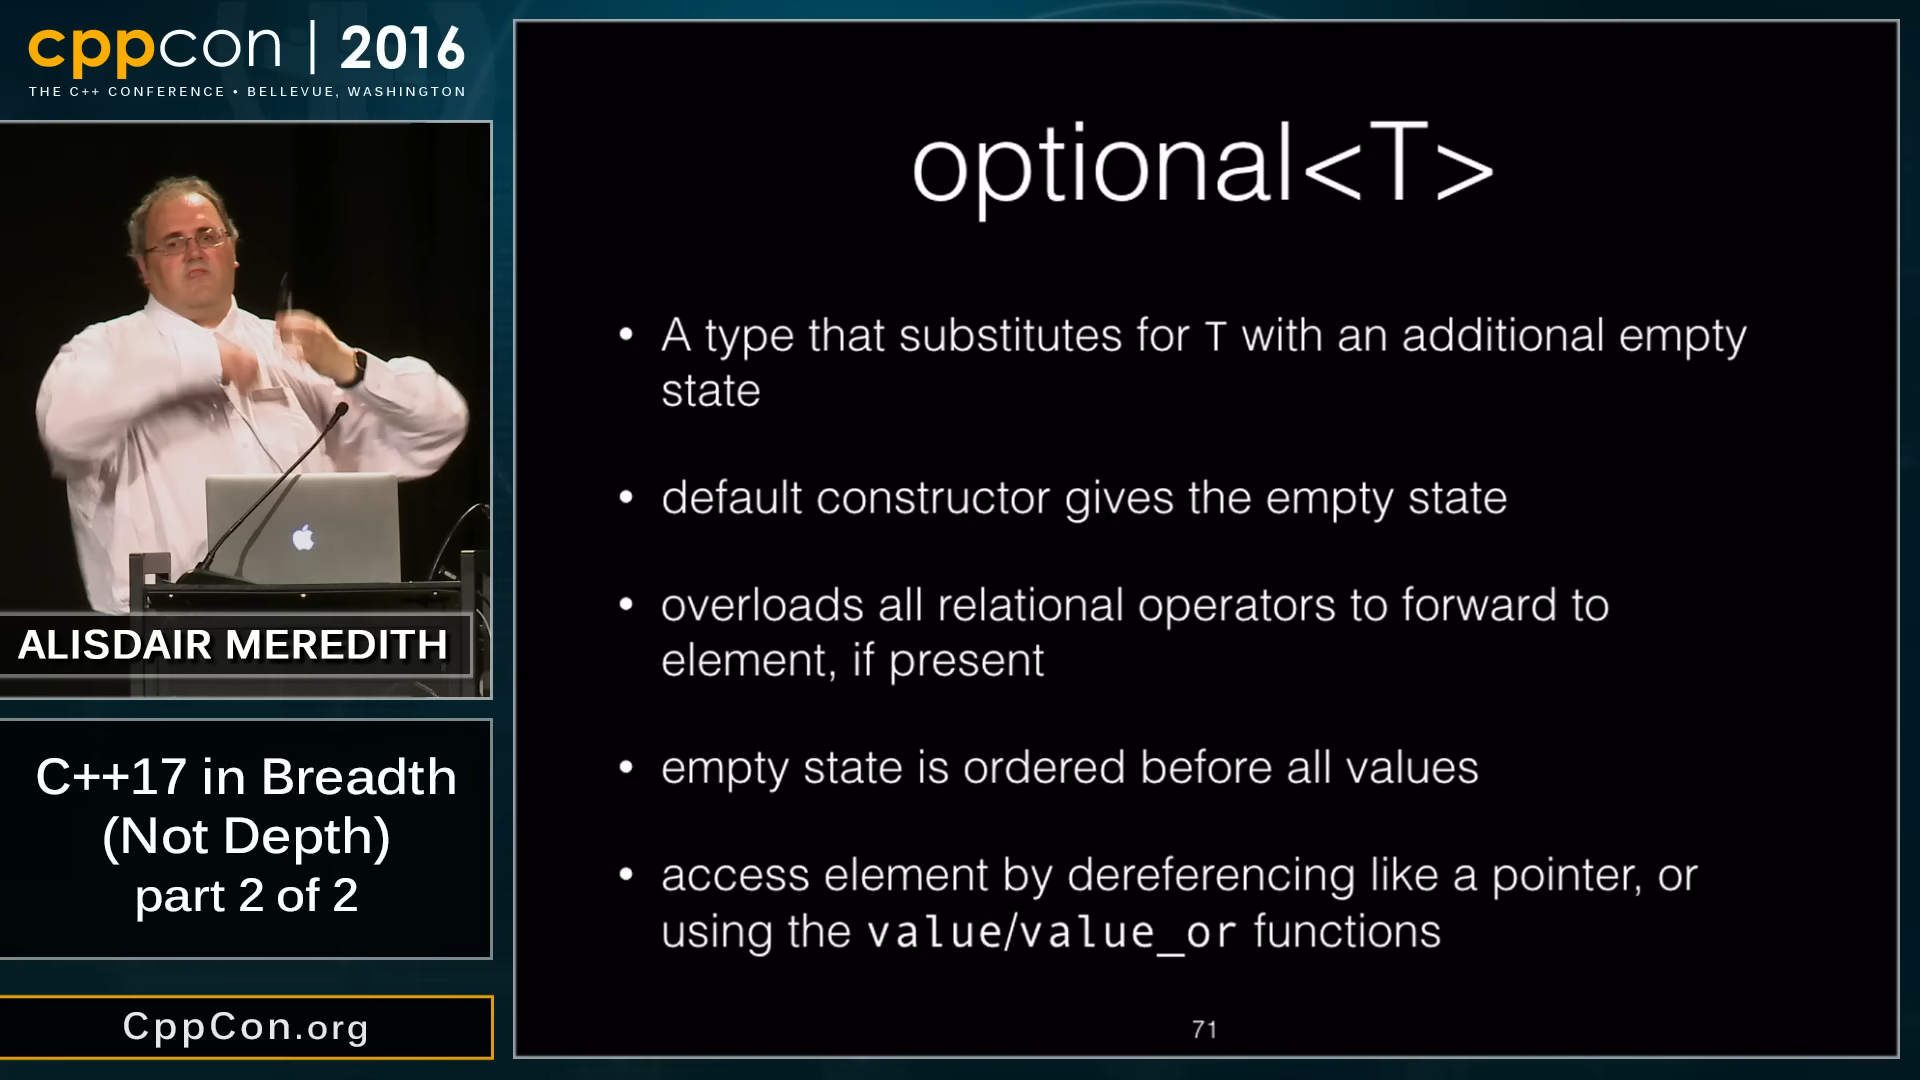 cppcon | 2016
THE C++ CONFERENCE • BELLEVUE, WASHINGTON
ALISDAIR MEREDITH
C++17 in Breadth
(Not Depth)
part 2 of 2
CppCon.org
optional<T>
• A type that substitutes for T with an additional empty
state
• default constructor gives the empty state
• overloads all relational operators to forward to
element, if present
• empty state is ordered before all values
• access element by dereferencing like a pointer, or
using the value/value_or functions
71